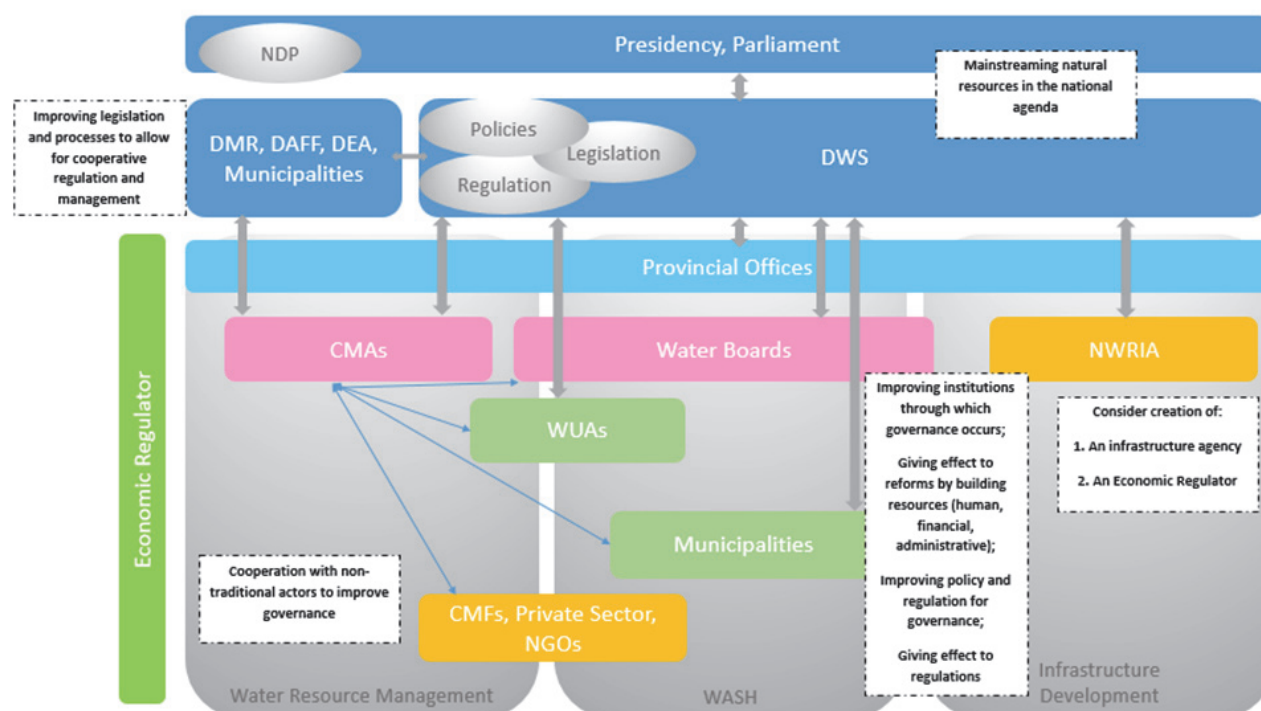 Presidency, Parliament
NDP
Mainstreaming natural
resources in the national
agenda
Improving legislation
and processes to allow
for cooperative
regulation and
management
DMR, DAFF, DEA,
Municipalities
Policies
Legislation
Regulation
DWS
Economic Regulator
Provincial Offices
CMAs
Water Boards
NWRIA
WUAs
Municipalities
Improving institutions
through which
governance occurs;
Giving effect to
reforms by building
resources (human,
financial,
administrative);
Improving policy and
regulation for
governance;
Giving effect to
regulations
Consider creation of:
1. An infrastructure agency
2. An Economic Regulator
Cooperation with non-
traditional actors to improve
governance
CMFs, Private Sector,
NGOs
Water Resource Management
WASH
Infrastructure
Development